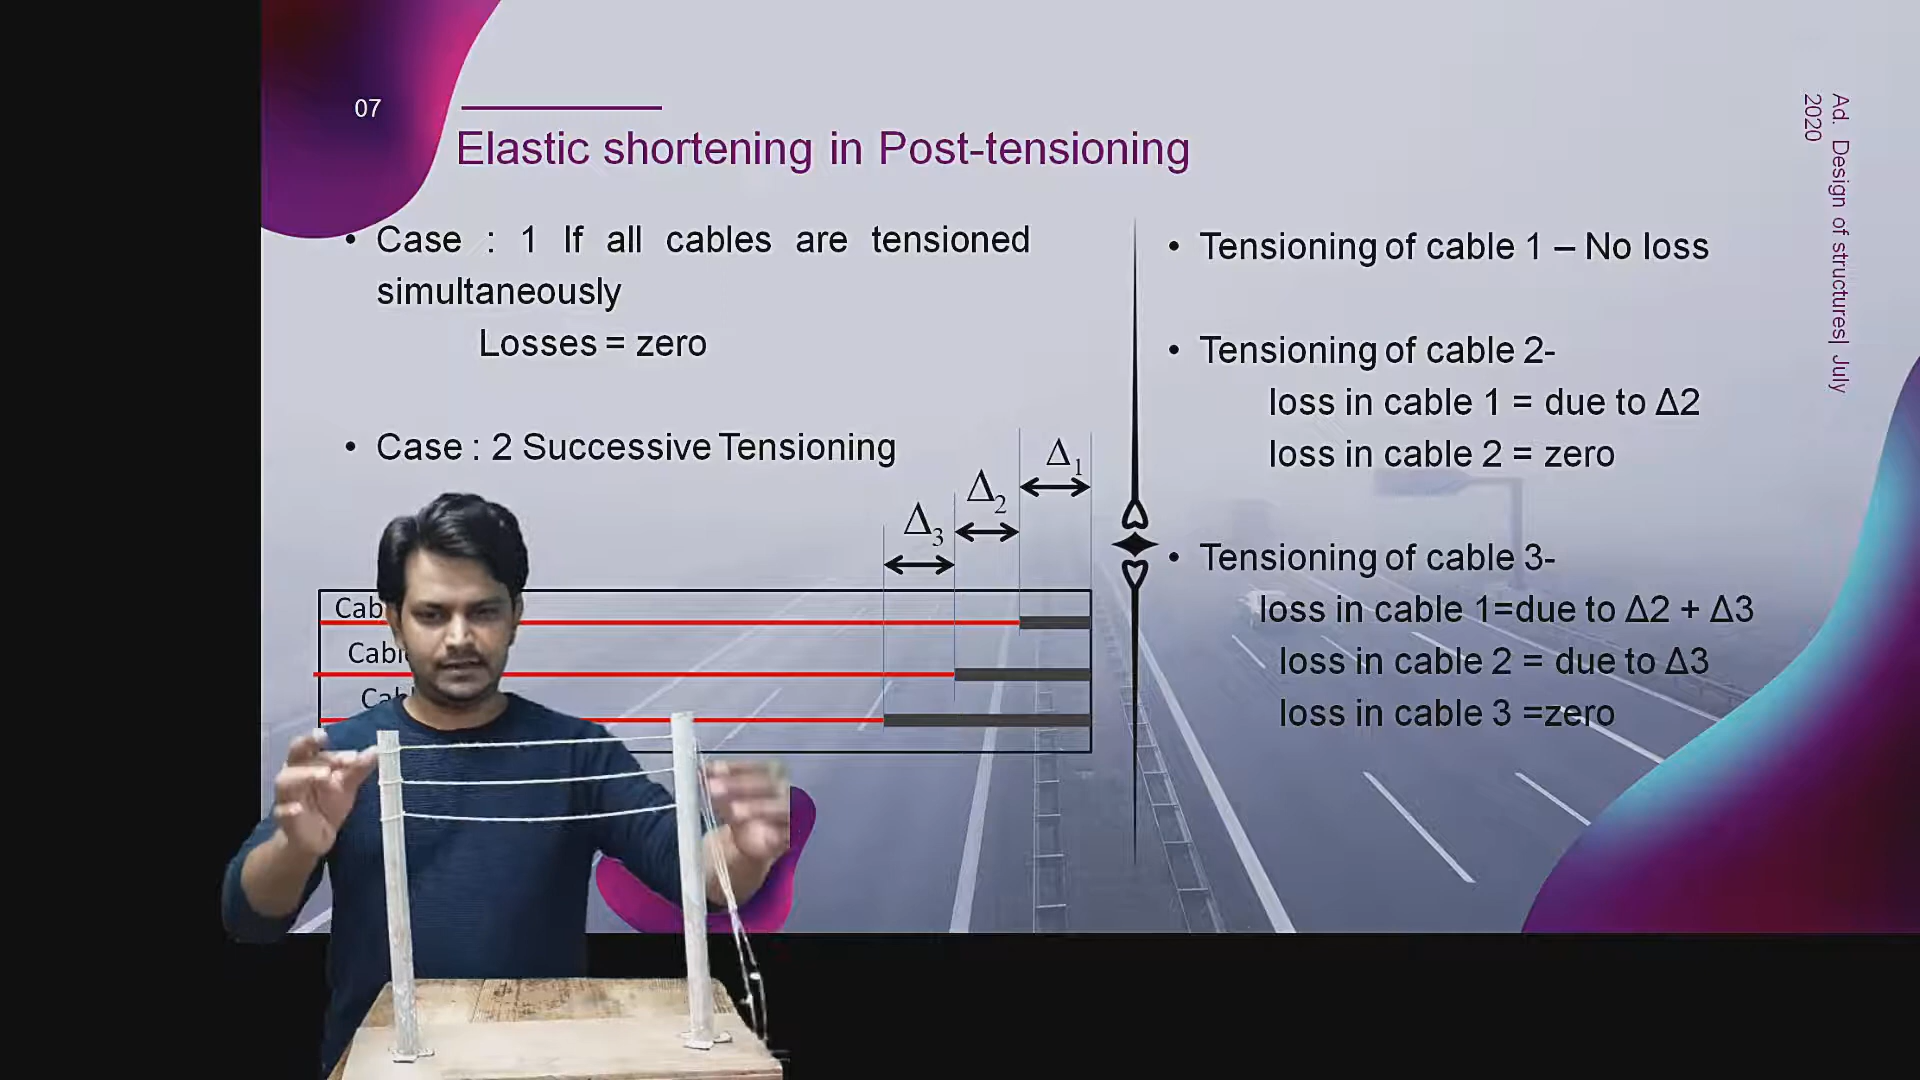 07
Elastic shortening in Post-tensioning
• Case : 1 If all cables are tensioned
simultaneously
Losses = zero
• Case : 2 Successive Tensioning
Δ1
Δ2
Δ3
• Tensioning of cable 1 – No loss
• Tensioning of cable 2-
loss in cable 1 = due to Δ2
loss in cable 2 = zero
• Tensioning of cable 3-
loss in cable 1=due to Δ2 + Δ3
loss in cable 2 = due to Δ3
loss in cable 3 =zero
Ad. Design of structures| July
2020